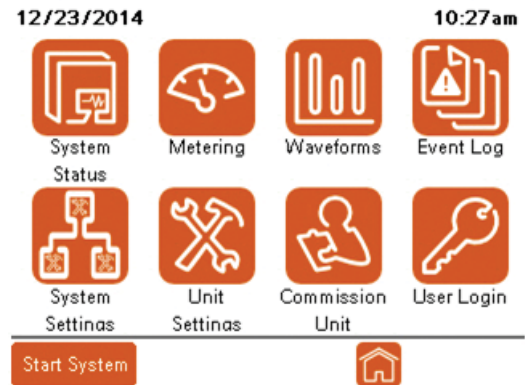 12/23/2014 10:27am
System Metering Waveforms Event Log
Status
System Unit Commission User Login
Settings Settings Unit
Start System